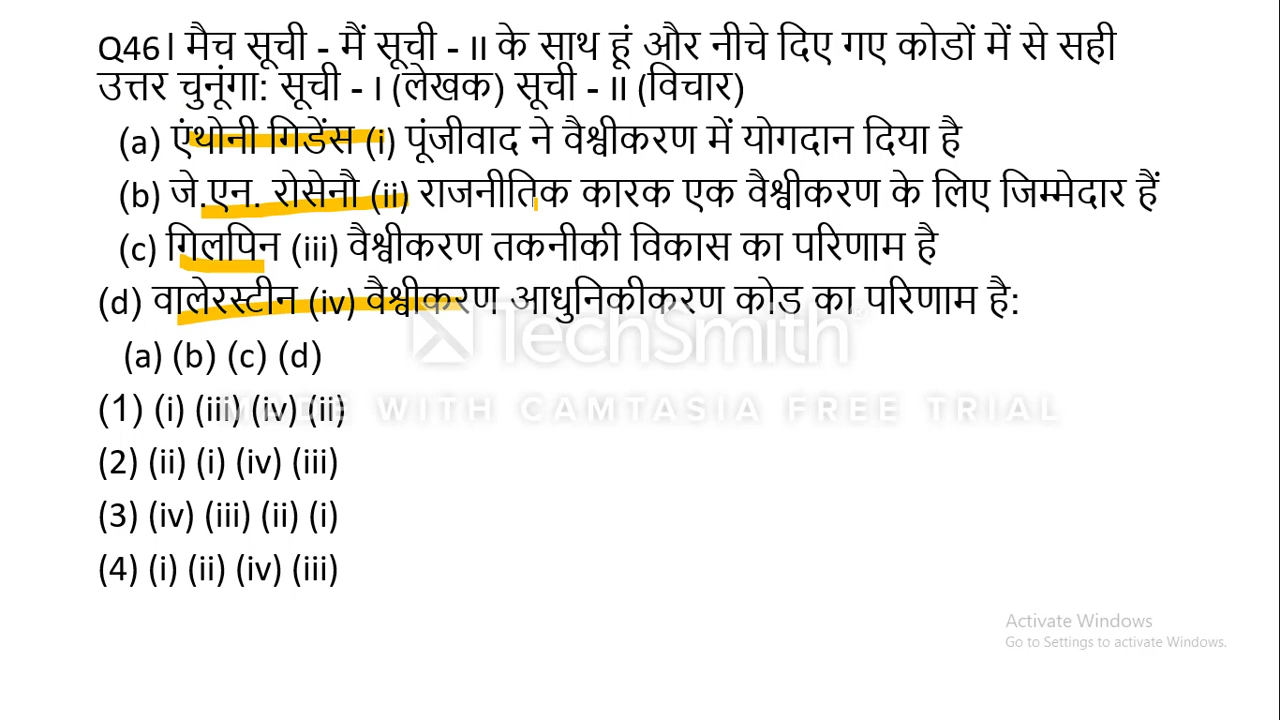 Q46। मैच सूची - मैं सूची - II के साथ हूं और नीचे दिए गए कोडों में से सही
उत्तर चुनूंगा: सूची - I (लेखक) सूची - II (विचार)
(a) एंथोनी गिडेंस (i) पूंजीवाद ने वैश्वीकरण में योगदान दिया है
(b) जे.एन. रोसेनौ (ii) राजनीतिक कारक एक वैश्वीकरण के लिए जिम्मेदार हैं
(c) गिलपिन (iii) वैश्वीकरण तकनीकी विकास का परिणाम है
(d) वालेरस्टीन (iv) वैश्वीकरण आधुनिकीकरण कोड का परिणाम है:
TechSmith®
(a) (b) (c) (d)
(1) (i) (iii) (iv) (ii)
MADE WITH CAMTASIA FREE TRIAL
(2) (ii) (i) (iv) (iii)
(3) (iv) (iii) (ii) (i)
(4) (i) (ii) (iv) (iii)
Activate Windows
Go to Settings to activate Windows.